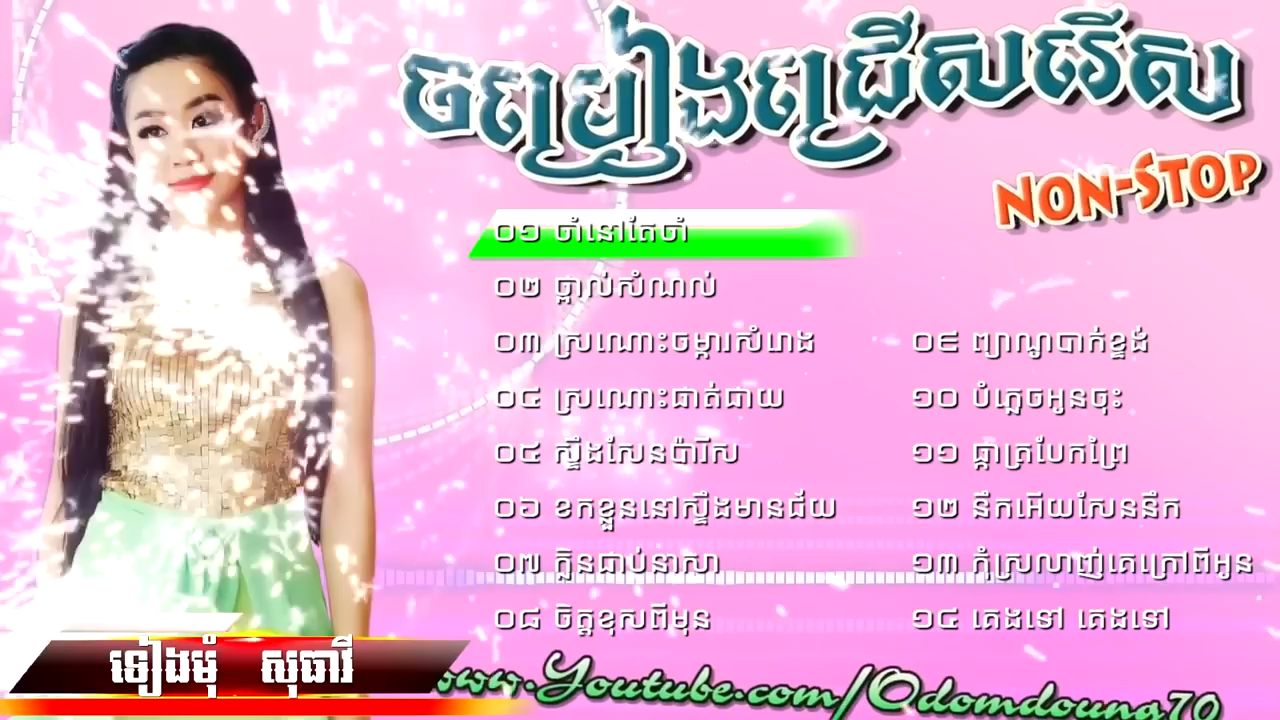 ចម្រៀងជ្រើសរើស
NON-STOP
០១ ចាំនៅតែចាំ
០២ ផ្កាល់សំណល់
០៣ ស្រណោះចម្ការសំរោង
០៤ ស្រណោះផាត់ជាយ
០៤ ស្ទឹងសែនប៉ារីស
០៦ ខកខ្លួននៅស្ទឹងមានជ័យ
០៧ ក្លិនជាប់នាសា
០៨ ចិត្តខុសពីមុន
០៩ ព្យាណូបាក់ខ្ទង់
១០ បំភ្លេចអូនចុះ
១១ ផ្កាត្របែកព្រៃ
១២ នឹកអើយសែននឹក
១៣ កុំស្រលាញ់គេក្រៅពីអូន
១៤ គេងទៅ គេងទៅ
ទៀងមុំ សុធាវី
www.Youtube.com/Odomdoung70